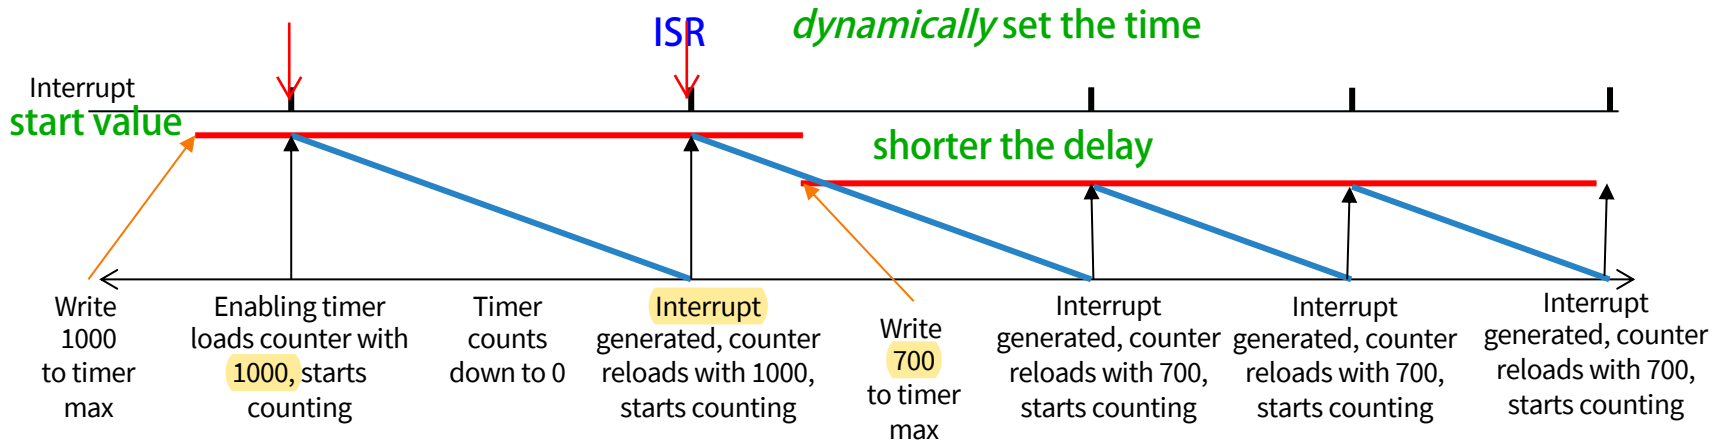 ISR
dynamically set the time
Interrupt
start value
shorter the delay
Write
1000
to timer
max
Enabling timer
loads counter with
1000, starts
counting
Timer
counts
down to 0
Interrupt
generated, counter
reloads with 1000,
starts counting
Write
700
to timer
max
Interrupt
generated, counter
reloads with 700,
starts counting
Interrupt
generated, counter
reloads with 700,
starts counting
Interrupt
generated, counter
reloads with 700,
starts counting